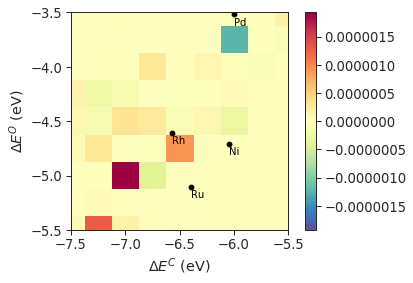 −3.5
−4.0
−4.5
−5.0
−5.5
ΔE^O (eV)
−7.5
−7.0
−6.5
−6.0
−5.5
ΔE^C (eV)
Pd
Rh
Ni
Ru
0.0000015
0.0000010
0.0000005
0.0000000
−0.0000005
−0.0000010
−0.0000015